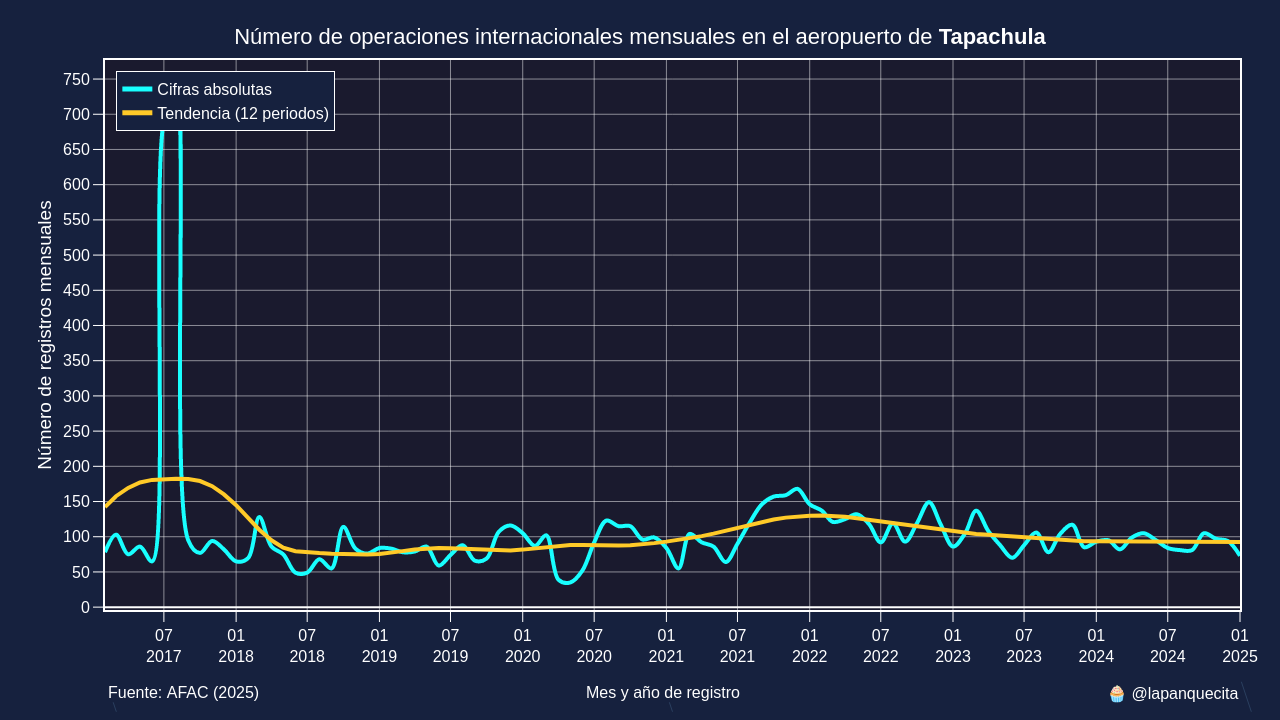 Número de operaciones internacionales mensuales en el aeropuerto de Tapachula
Cifras absolutas
Tendencia (12 periodos)
Número de registros mensuales
750
700
650
600
550
500
450
400
350
300
250
200
150
100
50
0
07 01 07 01 07 01 07 01 07 01 07 01 07 01 07 01
2017 2018 2018 2019 2019 2020 2020 2021 2021 2022 2022 2023 2023 2024 2024 2025
Fuente: AFAC (2025)
Mes y año de registro
🧁 @lapanquecita